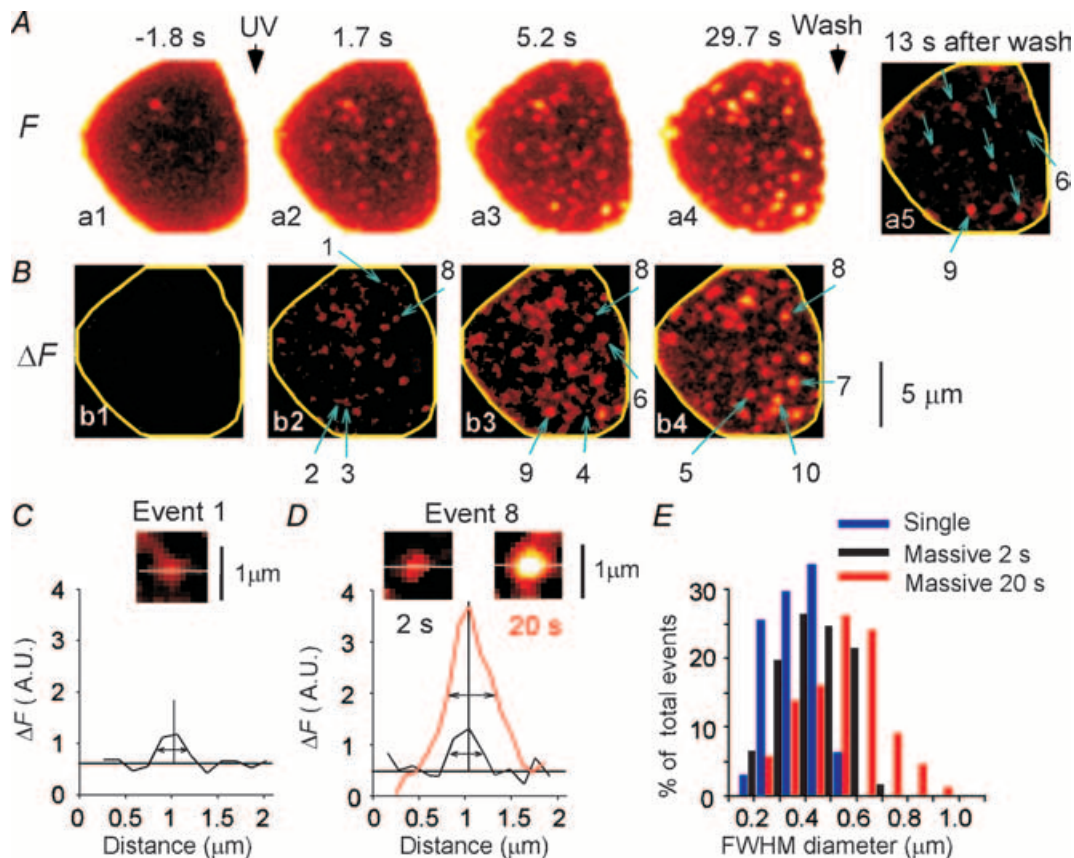 A
-1.8 s
UV
1.7 s
5.2 s
29.7 s
Wash
13 s after wash
F
a1
a2
a3
a4
a5
6
9
B
ΔF
b1
b2
b3
b4
1
8
8
8
2
3
6
9
4
7
5
10
5 μm
C
Event 1
1μm
ΔF ( A.U.)
4
3
2
1
0
0 0.5 1 1.5 2
Distance (μm)
D
Event 8
1μm
2 s
20 s
ΔF ( A.U.)
4
3
2
1
0
0 0.5 1 1.5 2
Distance (μm)
E
Single
Massive 2 s
Massive 20 s
% of total events
30
20
10
0
0.2 0.4 0.6 0.8 1.0
FWHM diameter (μm)